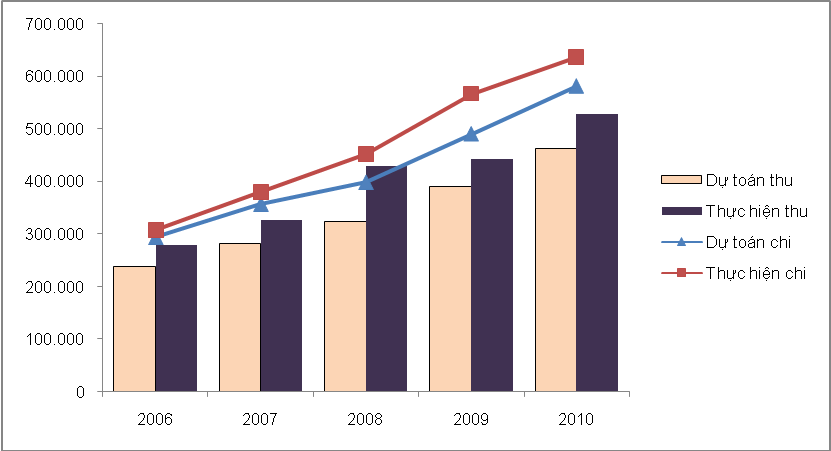 700.000
600.000
500.000
400.000
300.000
200.000
100.000
0
2006 2007 2008 2009 2010
Dự toán thu
Thực hiện thu
Dự toán chi
Thực hiện chi